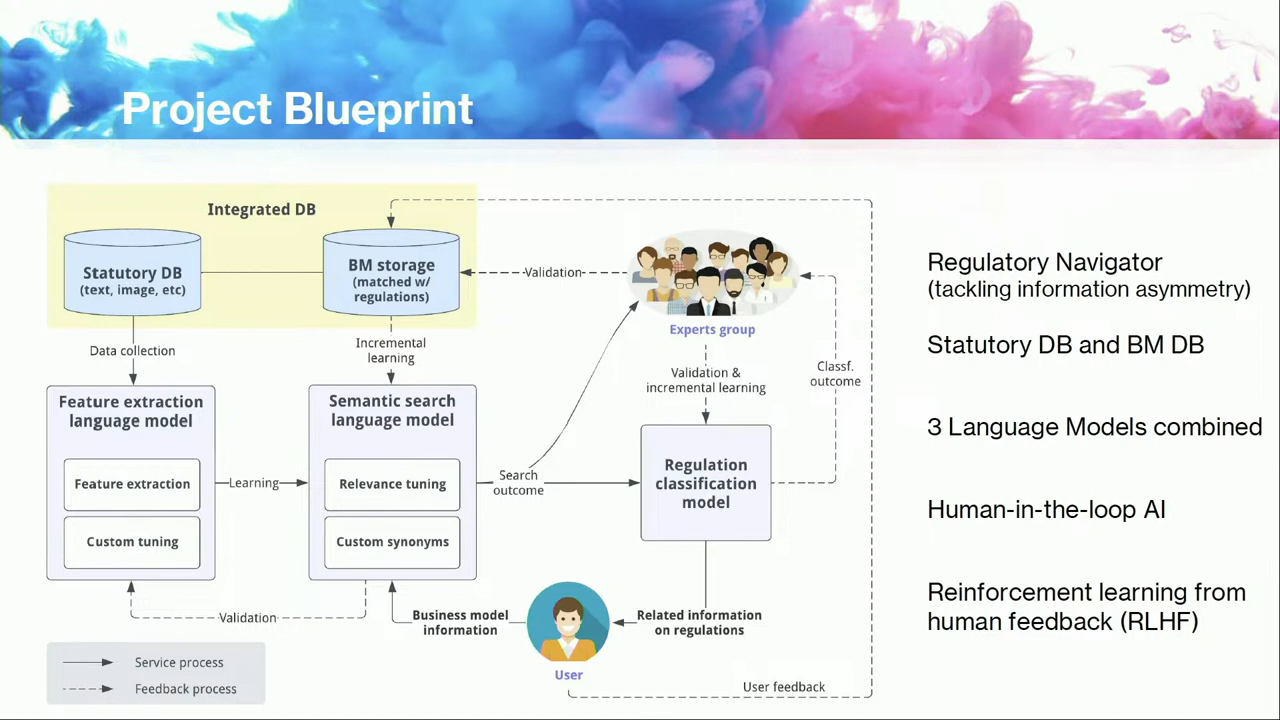 Project Blueprint
Integrated DB
Statutory DB
(text, image, etc)
BM storage
(matched w/
regulations)
Validation
Experts group
Data collection
Incremental
learning
Validation &
incremental learning
Classf.
outcome
Feature extraction
language model
Feature extraction
Custom tuning
Learning
Semantic search
language model
Relevance tuning
Custom synonyms
Search
outcome
Regulation
classification
model
Validation
Business model
information
User
Related information
on regulations
User feedback
Service process
Feedback process
Regulatory Navigator
(tackling information asymmetry)
Statutory DB and BM DB
3 Language Models combined
Human-in-the-loop AI
Reinforcement learning from
human feedback (RLHF)